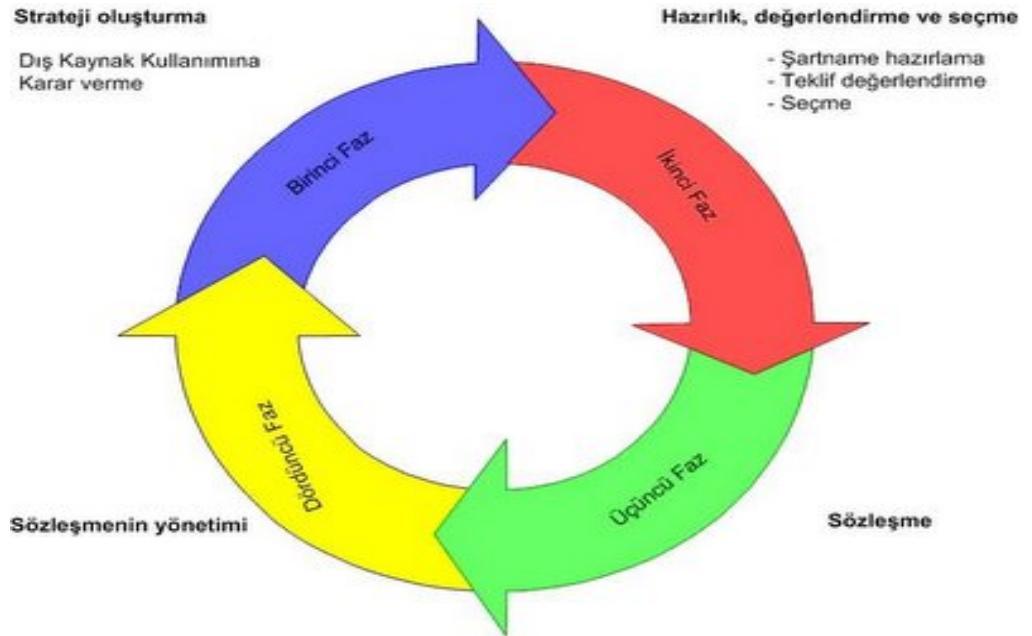 Strateji oluşturma
Dış Kaynak Kullanımına
Karar verme
Hazırlık, değerlendirme ve seçme
- Şartname hazırlama
- Teklif değerlendirme
- Seçme
Birinci Faz
İkinci Faz
Üçüncü Faz
Dördüncü Faz
Sözleşmenin yönetimi
Sözleşme